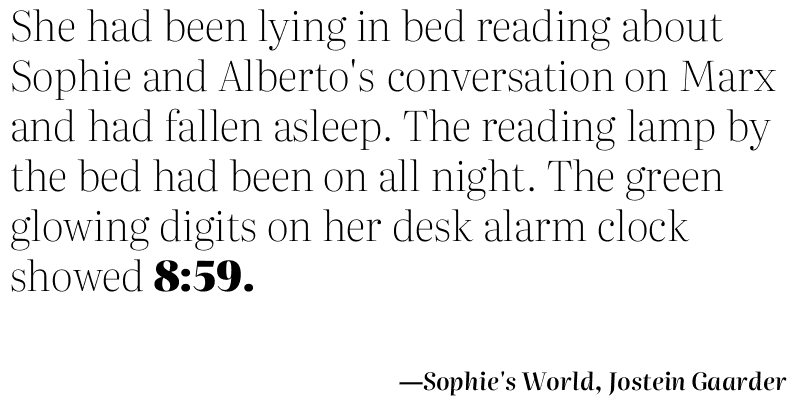 She had been lying in bed reading about
Sophie and Alberto's conversation on Marx
and had fallen asleep. The reading lamp by
the bed had been on all night. The green
glowing digits on her desk alarm clock
showed 8:59.
—Sophie's World, Jostein Gaarder